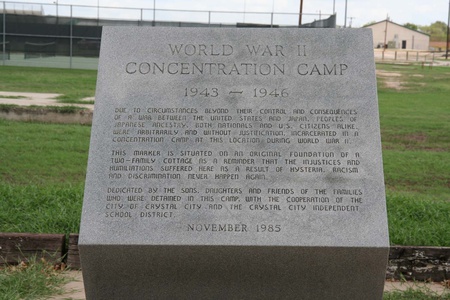 WORLD WAR II
CONCENTRATION CAMP
1943 — 1946
DUE TO CIRCUMSTANCES BEYOND THEIR CONTROL AND CONSEQUENCES
OF A WAR BETWEEN THE UNITED STATES AND JAPAN, PEOPLES OF
JAPANESE ANCESTRY, BOTH NATIONALS AND U.S. CITIZENS ALIKE,
WERE ARBITRARILY AND WITHOUT JUSTIFICATION, INCARCERATED IN A
CONCENTRATION CAMP AT THIS LOCATION DURING WORLD WAR II.
THIS MARKER IS SITUATED ON AN ORIGINAL FOUNDATION OF A
TWO-FAMILY COTTAGE AS A REMINDER THAT THE INJUSTICES AND
HUMILIATIONS SUFFERED HERE AS A RESULT OF HYSTERIA, RACISM
AND DISCRIMINATION NEVER HAPPEN AGAIN.
DEDICATED BY THE SONS, DAUGHTERS AND FRIENDS OF THE FAMILIES
WHO WERE DETAINED IN THIS CAMP, WITH THE COOPERATION OF THE
CITY OF CRYSTAL CITY AND THE CRYSTAL CITY INDEPENDENT
SCHOOL DISTRICT.
NOVEMBER 1985